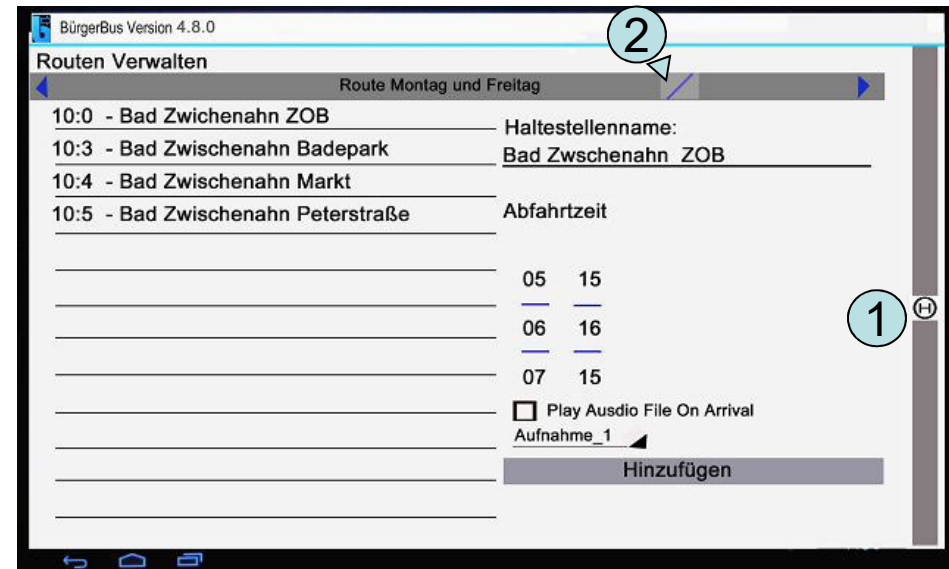 BürgerBus Version 4.8.0
2
Routen Verwalten
Route Montag und Freitag
10:0 - Bad Zwichenahn ZOB
10:3 - Bad Zwischenahn Badepark
10:4 - Bad Zwischenahn Markt
10:5 - Bad Zwischenahn Peterstraße
Haltestellenname:
Bad Zwschenahn ZOB
Abfahrtzeit
05 15
06 16
07 15
1
H
Play Ausdio File On Arrival
Aufnahme_1
Hinzufügen